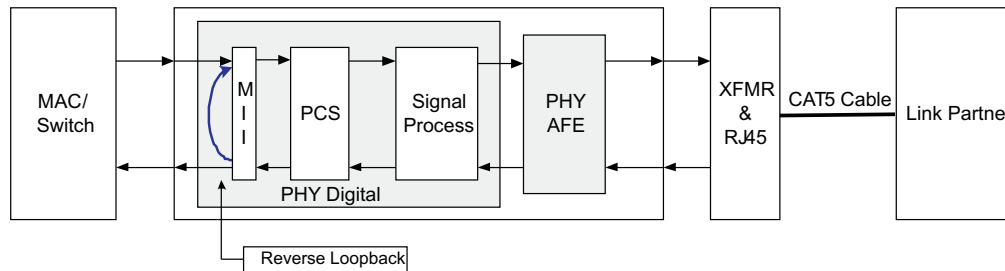 MAC/
Switch
M
I
I
PCS
Signal
Process
PHY Digital
PHY
AFE
XFMR
&
RJ45
CAT5 Cable
Link Partne
Reverse Loopback